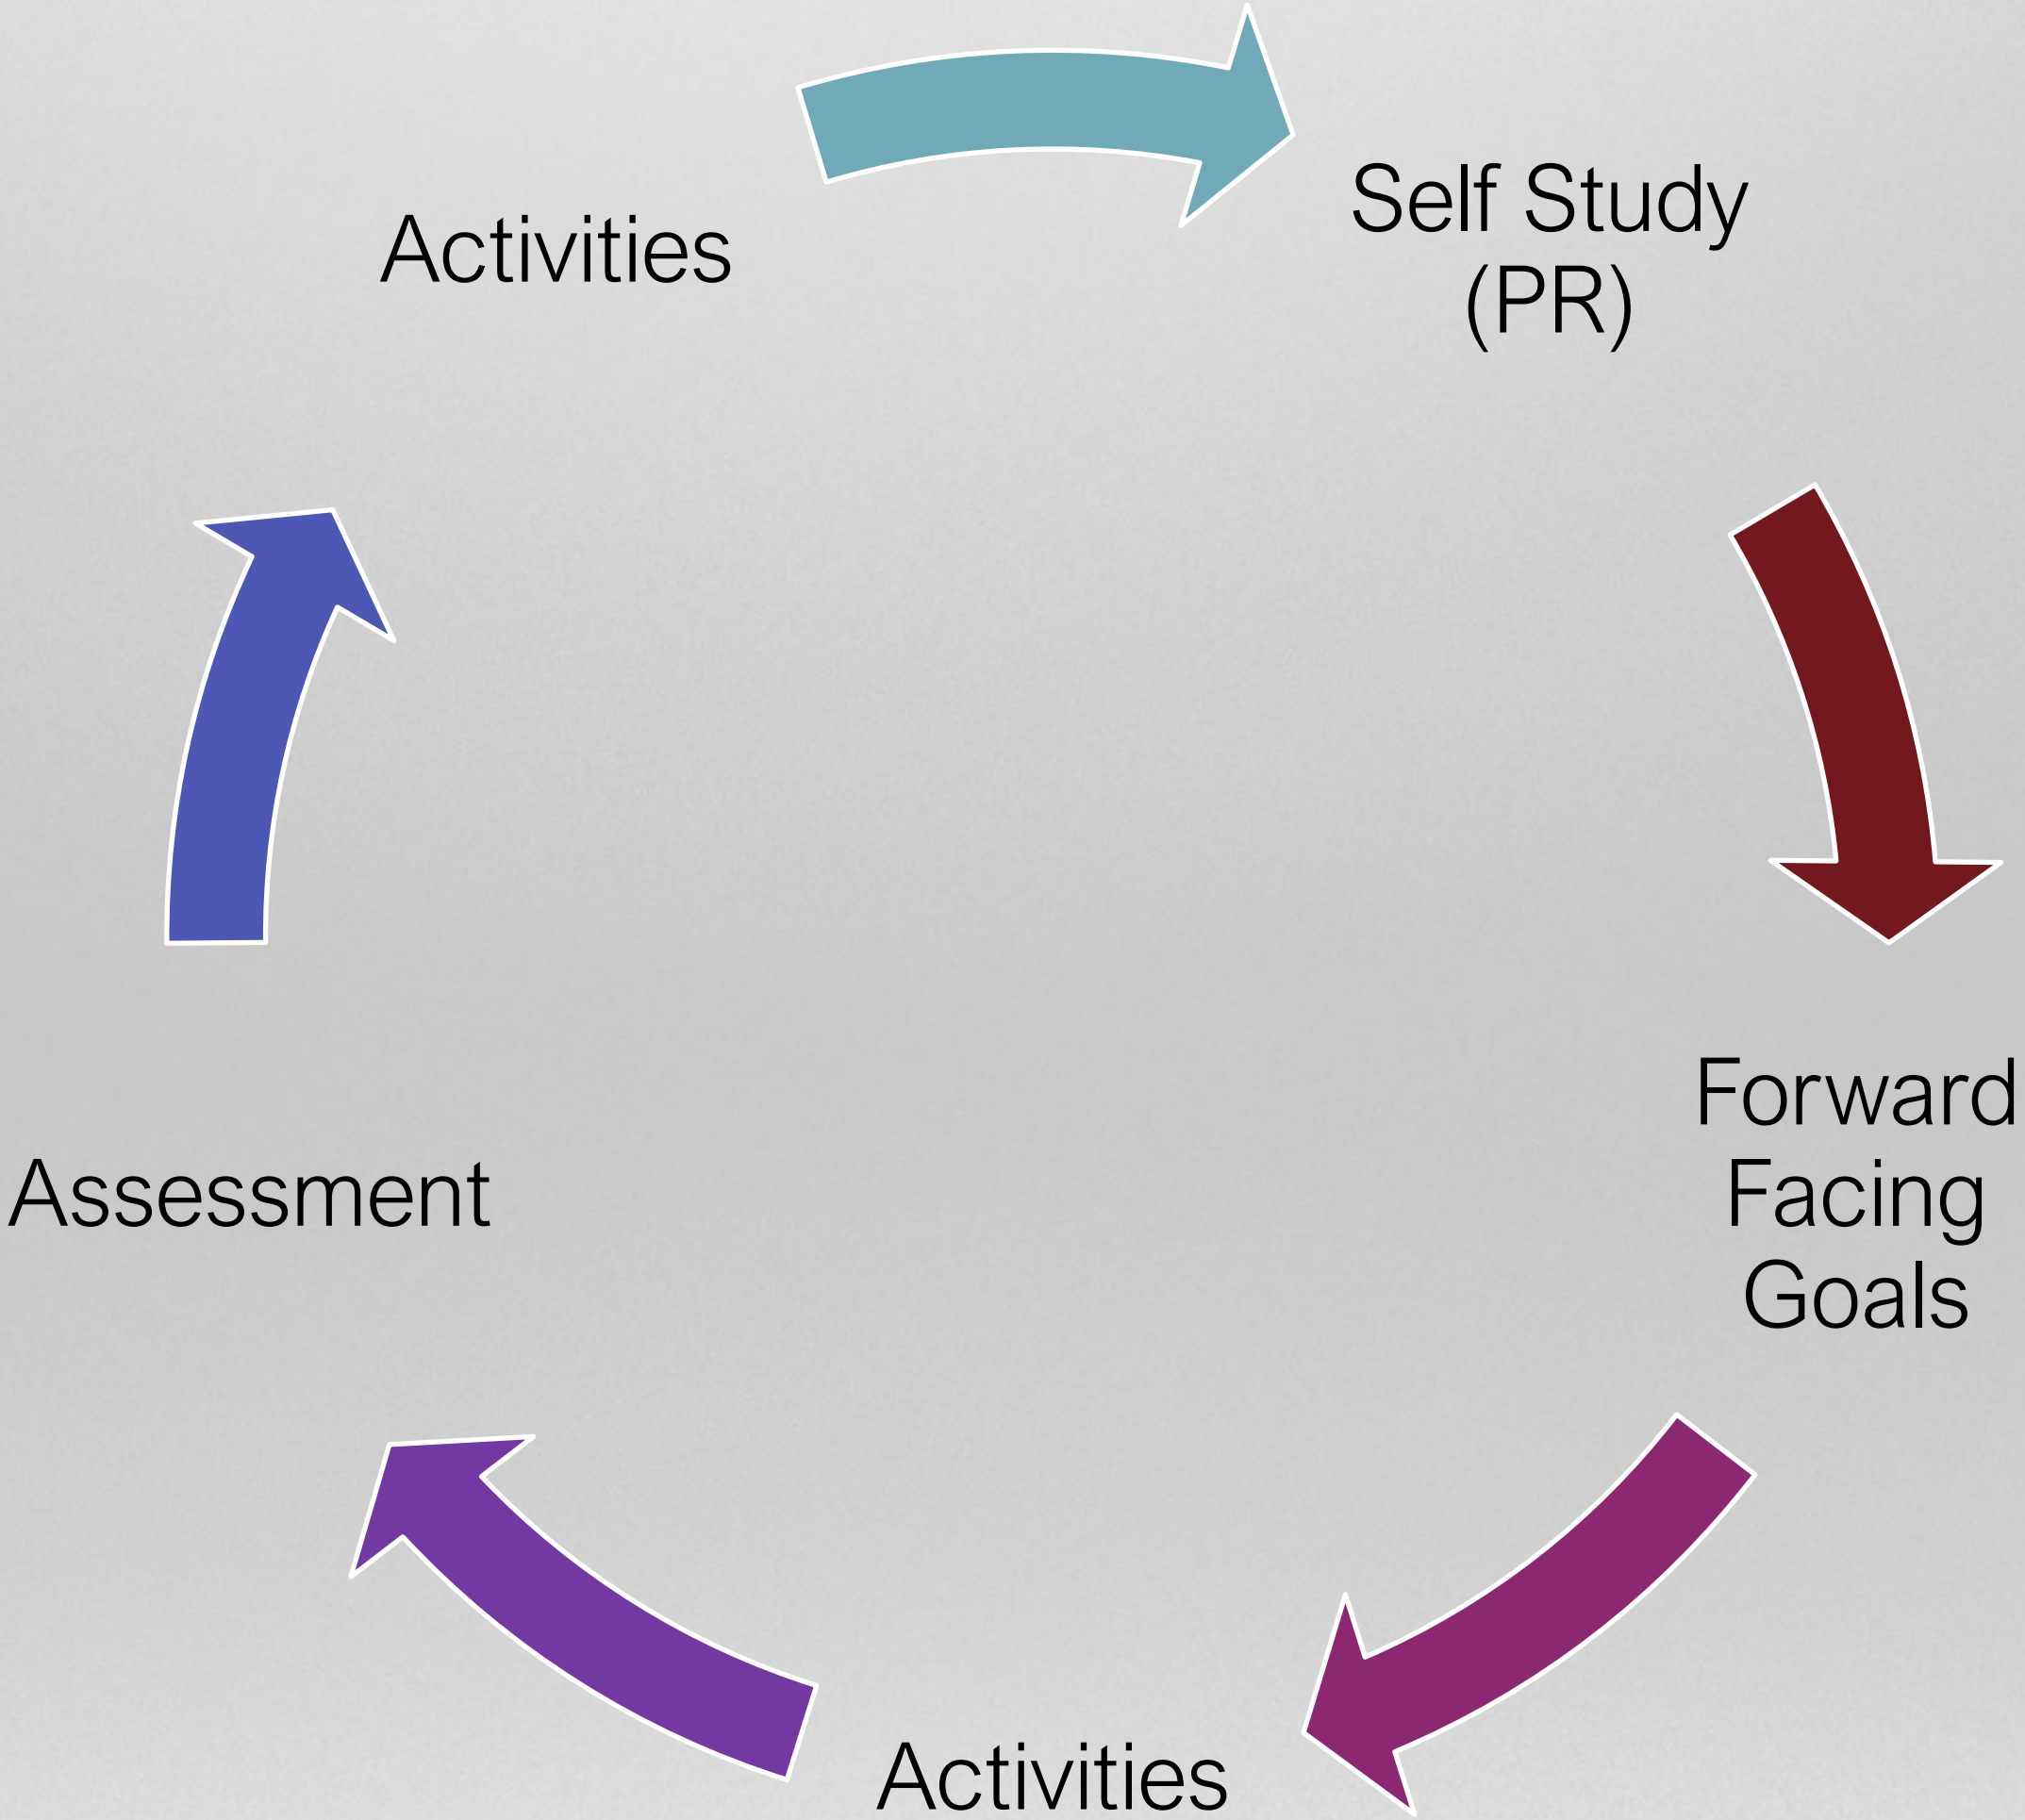 Activities
Self Study
(PR)
Forward
Facing
Goals
Activities
Assessment